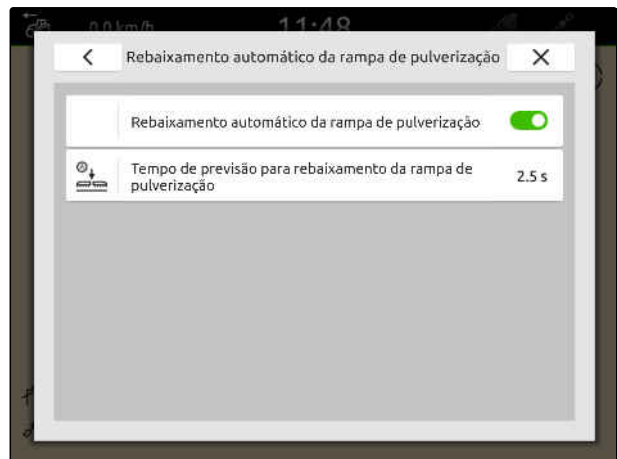 0.0 km/h
11:48
Rebaixamento automático da rampa de pulverização
Rebaixamento automático da rampa de pulverização
Tempo de previsão para rebaixamento da rampa de
pulverização
2.5 s